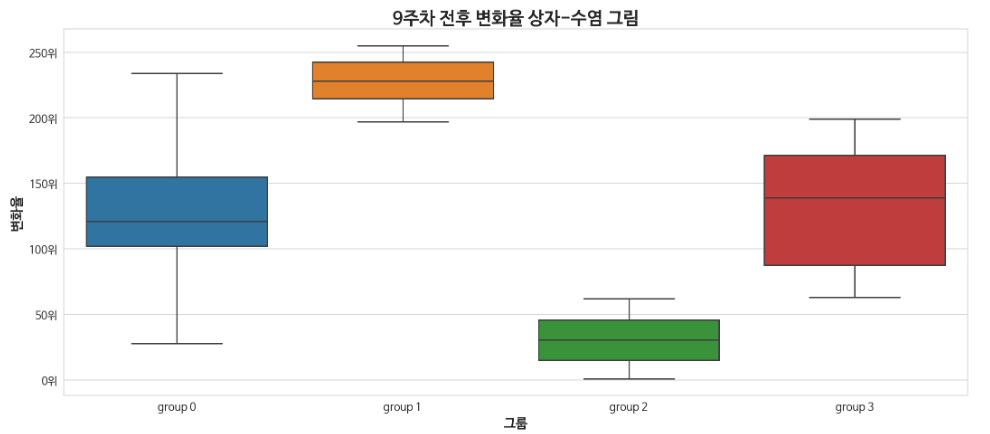 9주차 전후 변화율 상자-수염 그림
변화율
250위
200위
150위
100위
50위
0위
group 0
group 1
group 2
group 3
그룹